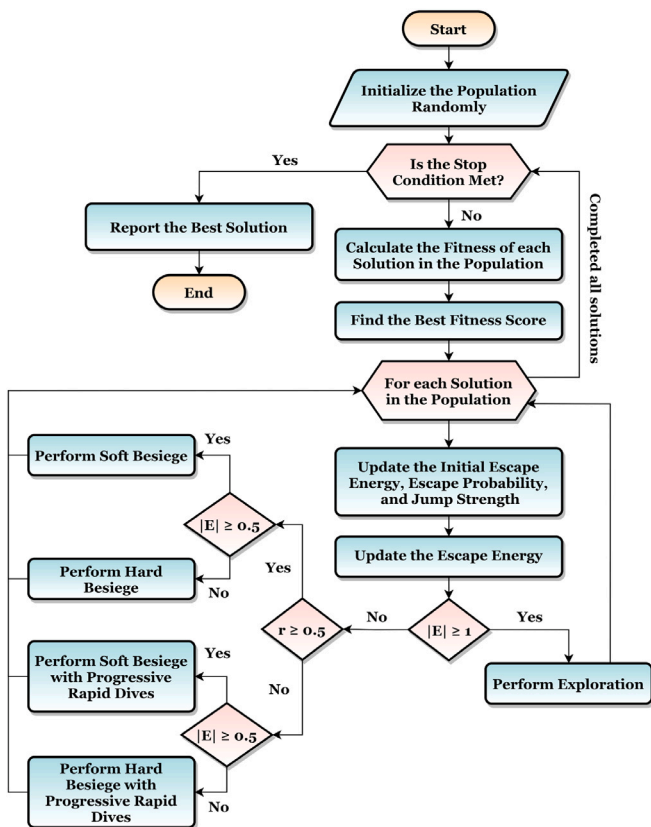 Start
Initialize the Population
Randomly
Is the Stop
Condition Met?
Yes
No
Report the Best Solution
End
Calculate the Fitness of each
Solution in the Population
Find the Best Fitness Score
Completed all solutions
For each Solution
in the Population
Update the Initial Escape
Energy, Escape Probability,
and Jump Strength
Update the Escape Energy
|E| ≥ 1
Yes
Perform Exploration
No
r ≥ 0.5
Yes
|E| ≥ 0.5
Yes
Perform Soft Besiege
No
Perform Hard
Besiege
No
|E| ≥ 0.5
Yes
Perform Soft Besiege
with Progressive
Rapid Dives
No
Perform Hard
Besiege with Progressive
Rapid Dives